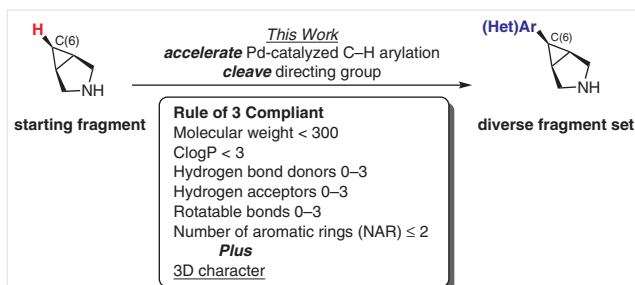 H
C(6)
NH
starting fragment
This Work
accelerate Pd-catalyzed C–H arylation
cleave directing group
Rule of 3 Compliant
Molecular weight < 300
ClogP < 3
Hydrogen bond donors 0–3
Hydrogen acceptors 0–3
Rotatable bonds 0–3
Number of aromatic rings (NAR) ≤ 2
Plus
3D character
(Het)Ar
C(6)
NH
diverse fragment set